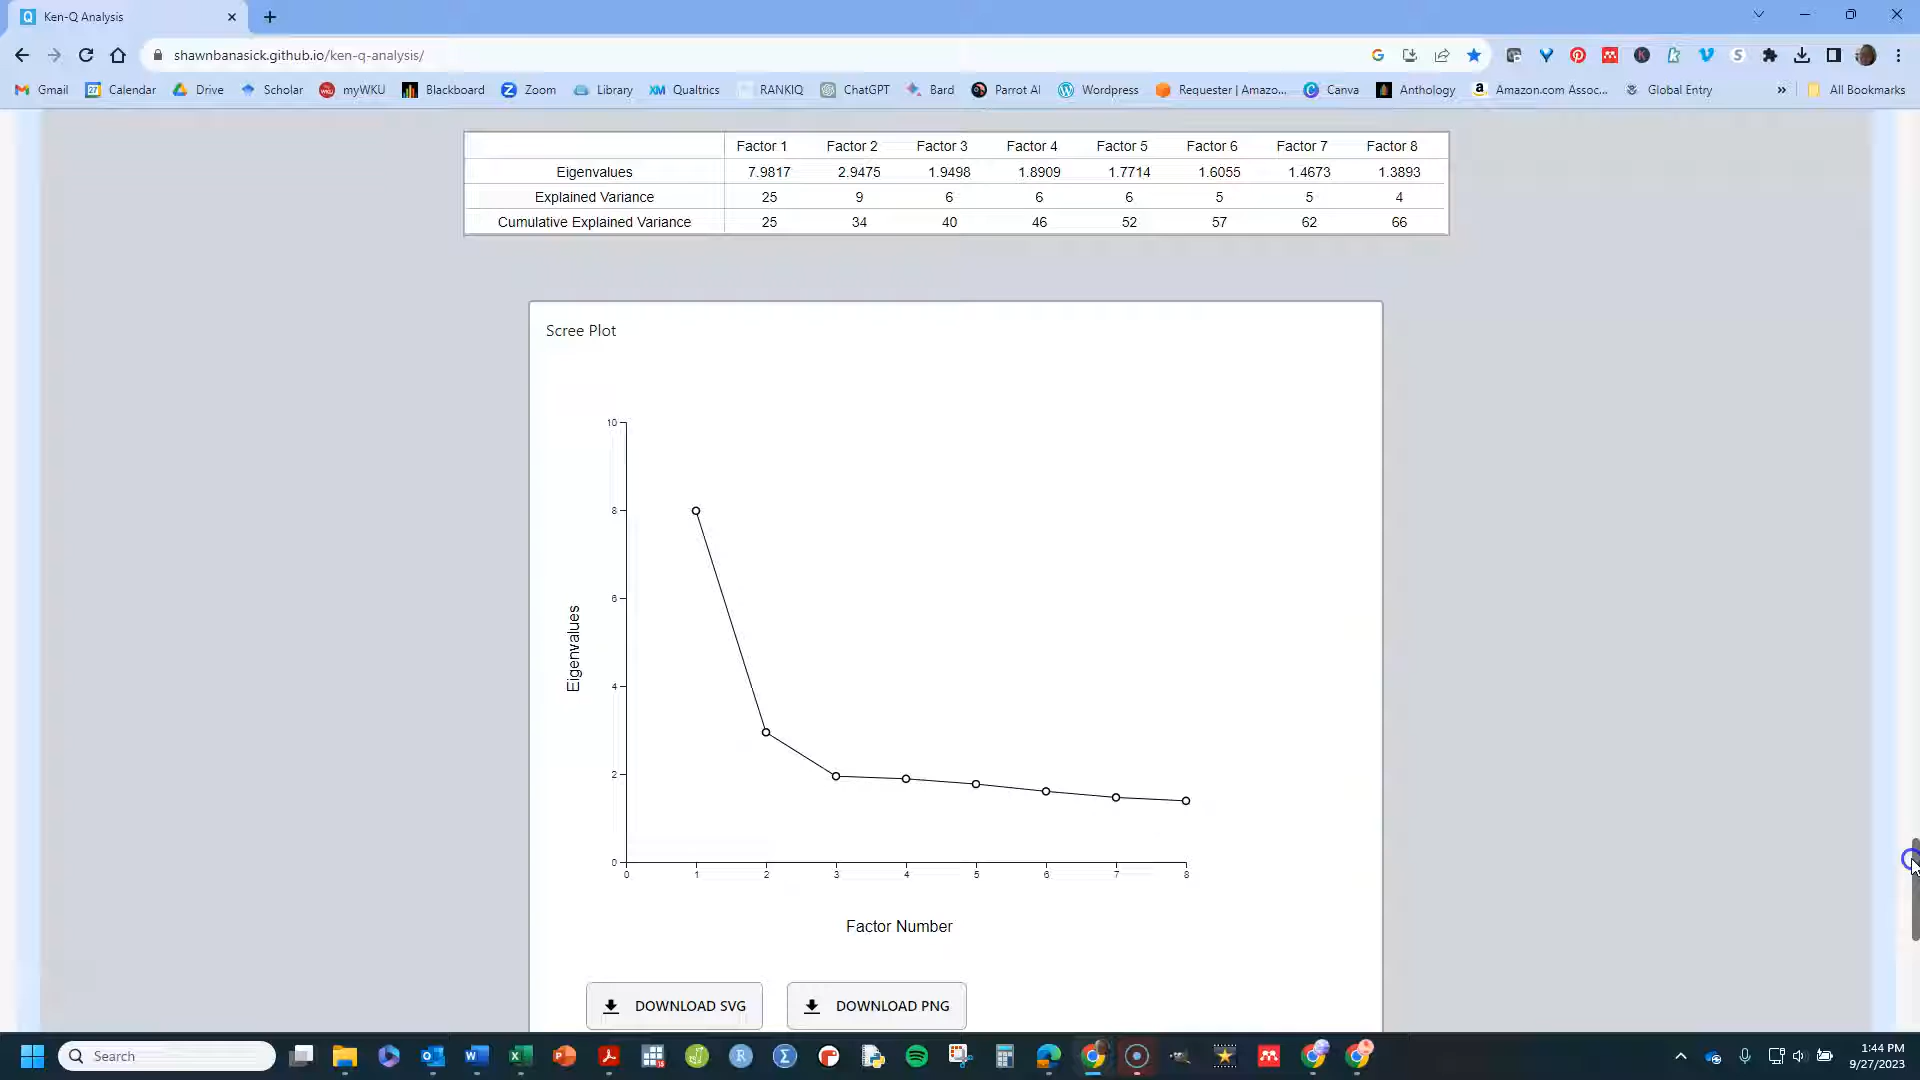 Ken-Q Analysis
shawnbanasick.github.io/ken-q-analysis/
Gmail Calendar Drive Scholar myWKU Blackboard Zoom Library Qualtrics RANKIQ ChatGPT Bard Parrot AI Wordpress Requester | Amazo... Canva Anthology Amazon.com Assoc... Global Entry » All Bookmarks
Factor 1 Factor 2 Factor 3 Factor 4 Factor 5 Factor 6 Factor 7 Factor 8
Eigenvalues 7.9817 2.9475 1.9498 1.8909 1.7714 1.6055 1.4673 1.3893
Explained Variance 25 9 6 6 6 5 5 4
Cumulative Explained Variance 25 34 40 46 52 57 62 66
Scree Plot
10
8
6
4
2
0
Eigenvalues
0 1 2 3 4 5 6 7 8
Factor Number
DOWNLOAD SVG DOWNLOAD PNG
Search
1:44 PM
9/27/2023